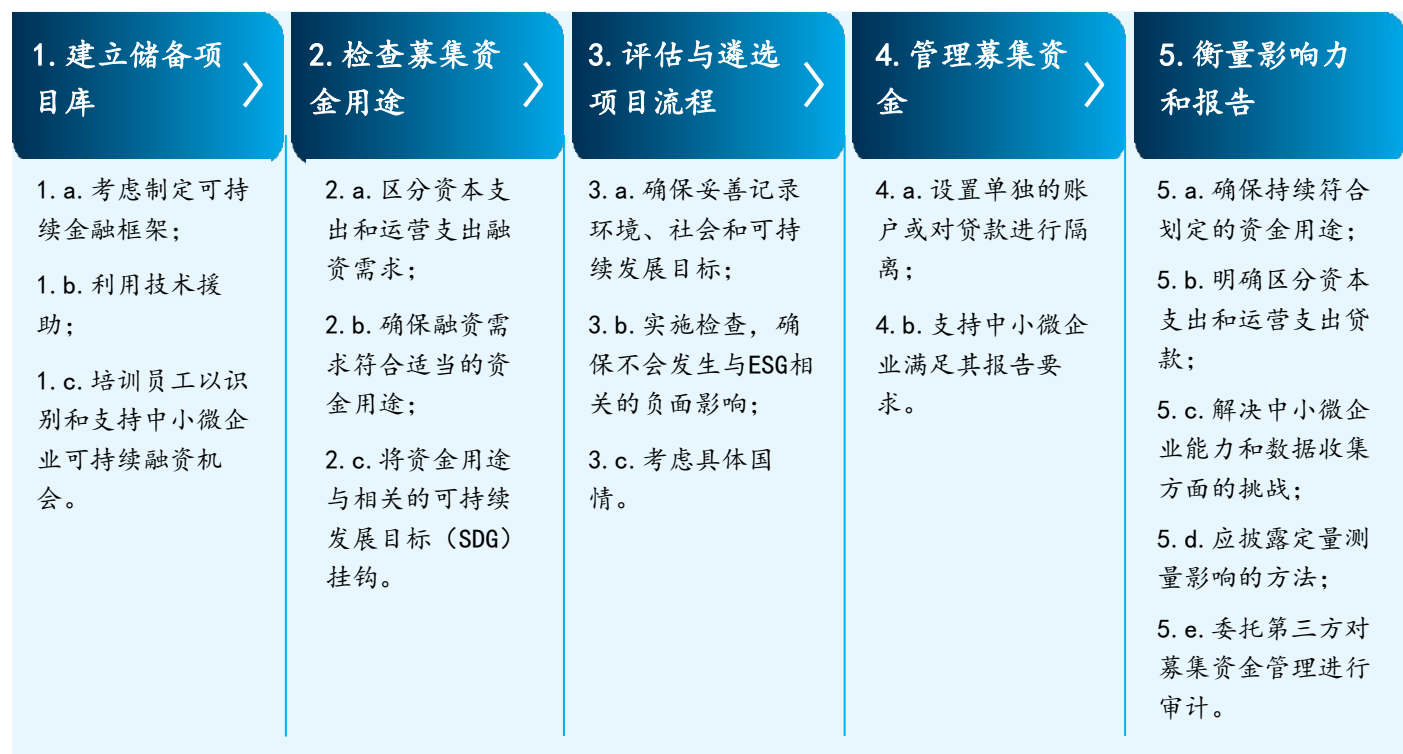 1.建立储备项
目库
2.检查募集资
金用途
3.评估与遴选
项目流程
4.管理募集资
金
5.衡量影响力
和报告
1.a.考虑制定可持
续金融框架；
1.b.利用技术援
助；
1.c.培训员工以识
别和支持中小微企
业可持续融资机
会。
2.a.区分资本支
出和运营支出融
资需求；
2.b.确保融资需
求符合适当的资
金用途；
2.c.将资金用途
与相关的可持续
发展目标（SDG）
挂钩。
3.a.确保妥善记录
环境、社会和可持
续发展目标；
3.b.实施检查，确
保不会发生与ESG相
关的负面影响；
3.c.考虑具体国
情。
4.a.设置单独的账
户或对贷款进行隔
离；
4.b.支持中小微企
业满足其报告要
求。
5.a.确保持续符合
划定的资金用途；
5.b.明确区分资本
支出和运营支出贷
款；
5.c.解决中小微企
业能力和数据收集
方面的挑战；
5.d.应披露定量测
量影响的方法；
5.e.委托第三方对
募集资金管理进行
审计。